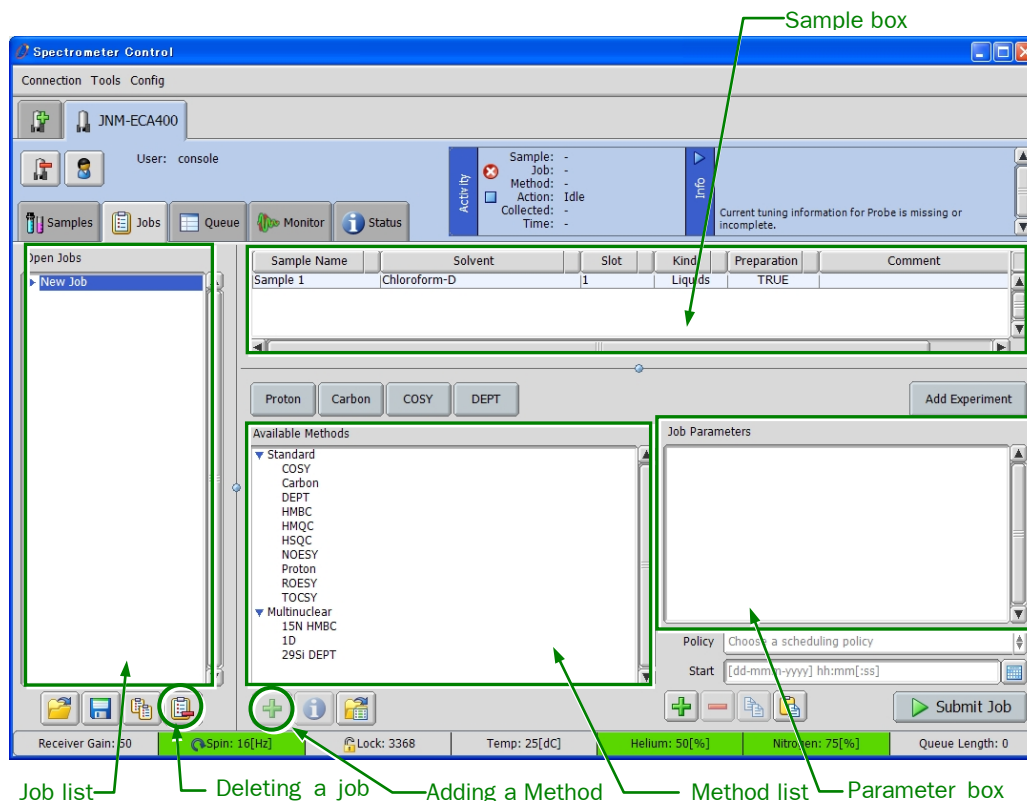 Sample box
Spectrometer Control
Connection Tools Config
JNM-ECA400
User: console
Activity
Sample: -
Job: -
Method: -
Action: Idle
Collected: -
Time: -
Info
Current tuning information for Probe is missing or
incomplete.
Samples Jobs Queue Monitor Status
Open Jobs
New Job
Sample Name Solvent Slot Kind Preparation Comment
Sample 1 Chloroform-D 1 Liquids TRUE
Proton Carbon COSY DEPT Add Experiment
Available Methods
Standard
COSY
Carbon
DEPT
HMBC
HMQC
HSQC
NOESY
Proton
ROESY
TOCSY
Multinuclear
15N HMBC
1D
29Si DEPT
Job Parameters
Policy Choose a scheduling policy
Start [dd-mmm-yyyy] hh:mm[:ss]
Submit Job
Receiver Gain: 50 Spin: 16[Hz] Lock: 3368 Temp: 25[dC] Helium: 50[%] Nitrogen: 75[%] Queue Length: 0
Job list Deleting a job Adding a Method Method list Parameter box